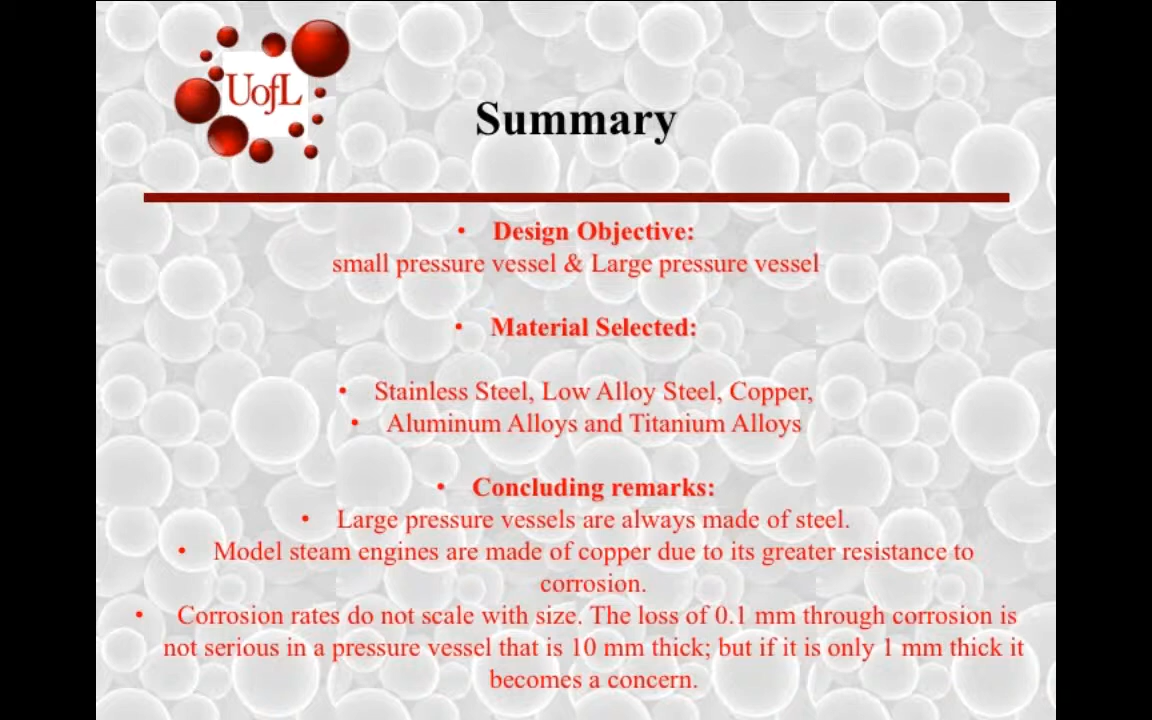 UofL
Summary
• Design Objective:
small pressure vessel & Large pressure vessel
• Material Selected:
• Stainless Steel, Low Alloy Steel, Copper,
• Aluminum Alloys and Titanium Alloys
• Concluding remarks:
• Large pressure vessels are always made of steel.
• Model steam engines are made of copper due to its greater resistance to
corrosion.
• Corrosion rates do not scale with size. The loss of 0.1 mm through corrosion is
not serious in a pressure vessel that is 10 mm thick; but if it is only 1 mm thick it
becomes a concern.